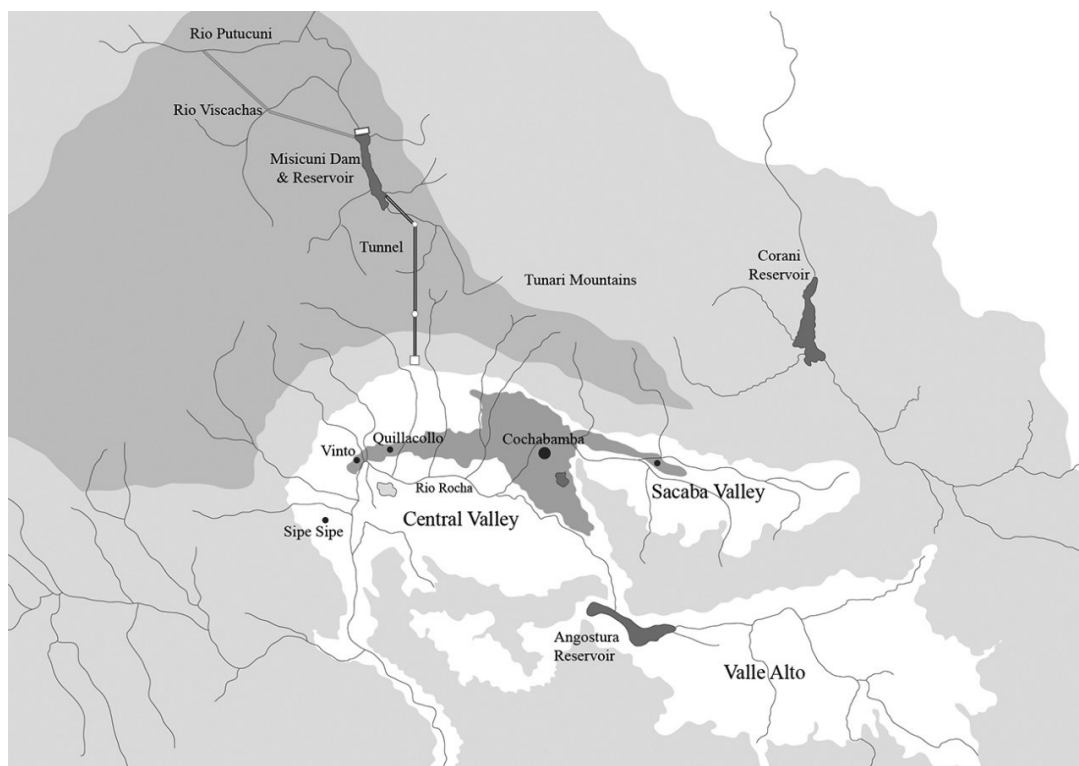 Rio Putucuni
Rio Viscachas
Misicuni Dam
& Reservoir
Tunnel
Tunari Mountains
Corani
Reservoir
Quillacollo
Cochabamba
Vinto
Rio Rocha
Sacaba Valley
Central Valley
Sipe Sipe
Angostura
Reservoir
Valle Alto